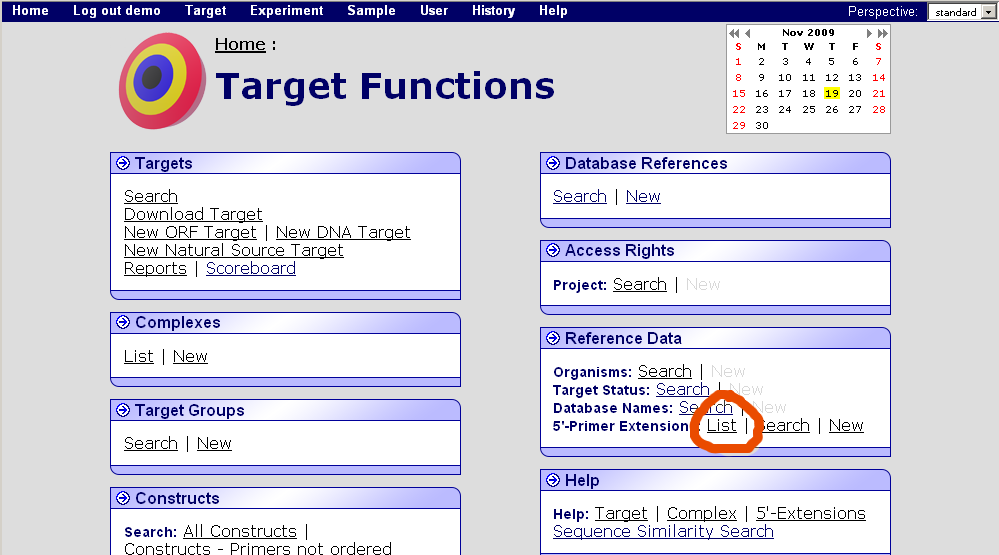 Home Log out demo Target Experiment Sample User History Help Perspective: standard
Home :
Target Functions
Nov 2009
S M T W T F S
1 2 3 4 5 6 7
8 9 10 11 12 13 14
15 16 17 18 19 20 21
22 23 24 25 26 27 28
29 30
Targets
Search
Download Target
New ORF Target | New DNA Target
New Natural Source Target
Reports | Scoreboard
Complexes
List | New
Target Groups
Search | New
Constructs
Search: All Constructs |
Constructs - Primers not ordered
Database References
Search | New
Access Rights
Project: Search | New
Reference Data
Organisms: Search | New
Target Status: Search | New
Database Names: Search | New
5'-Primer Extension: List | Search | New
Help
Help: Target | Complex | 5'-Extensions
Sequence Similarity Search